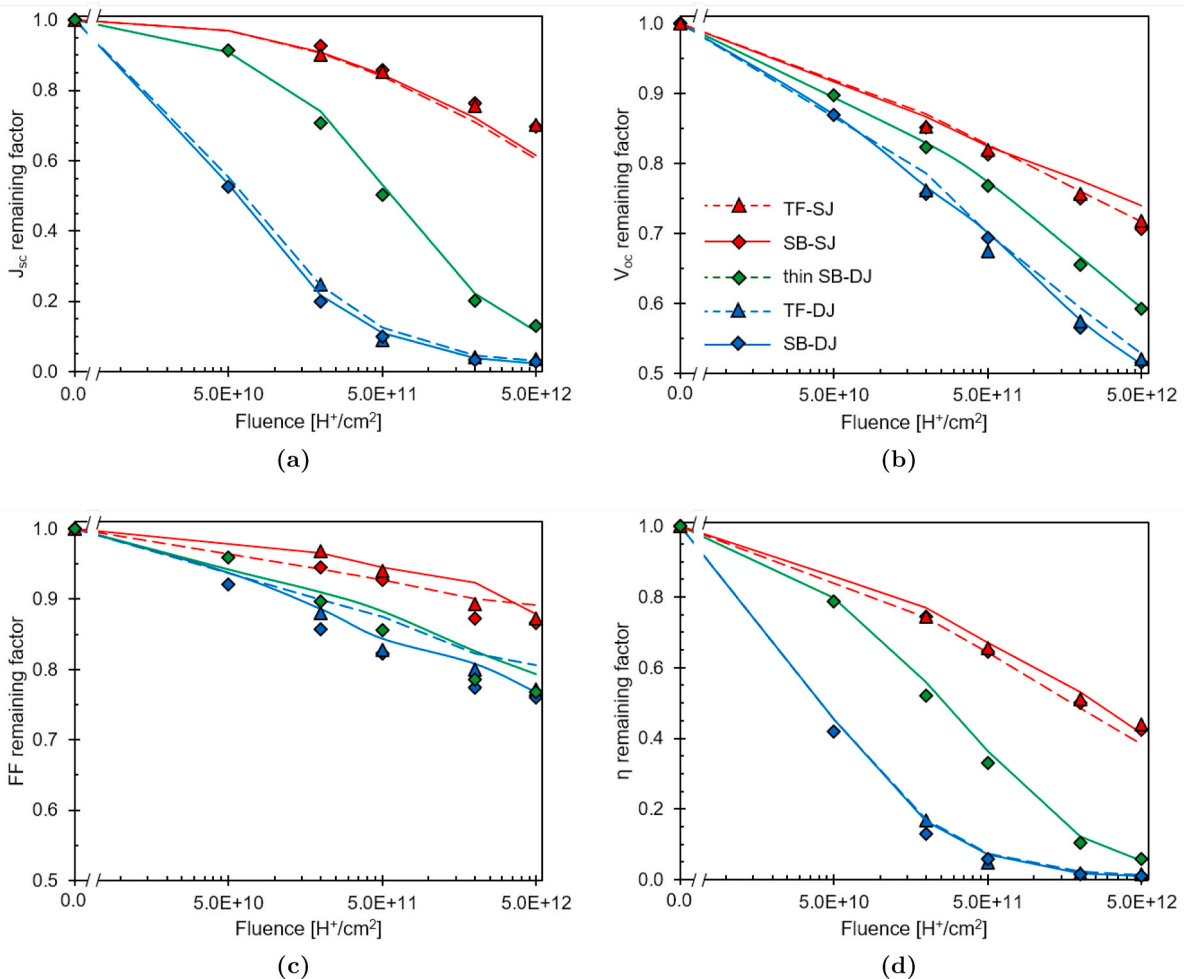 1.0
0.8
0.6
0.4
0.2
0.0
J_sc remaining factor
0.0 5.0E+10 5.0E+11 5.0E+12
Fluence [H⁺/cm²]
(a)
1.0
0.9
0.8
0.7
0.6
0.5
V_oc remaining factor
TF-SJ
SB-SJ
thin SB-DJ
TF-DJ
SB-DJ
0.0 5.0E+10 5.0E+11 5.0E+12
Fluence [H⁺/cm²]
(b)
1.0
0.9
0.8
0.7
0.6
0.5
FF remaining factor
0.0 5.0E+10 5.0E+11 5.0E+12
Fluence [H⁺/cm²]
(c)
1.0
0.8
0.6
0.4
0.2
0.0
η remaining factor
0.0 5.0E+10 5.0E+11 5.0E+12
Fluence [H⁺/cm²]
(d)